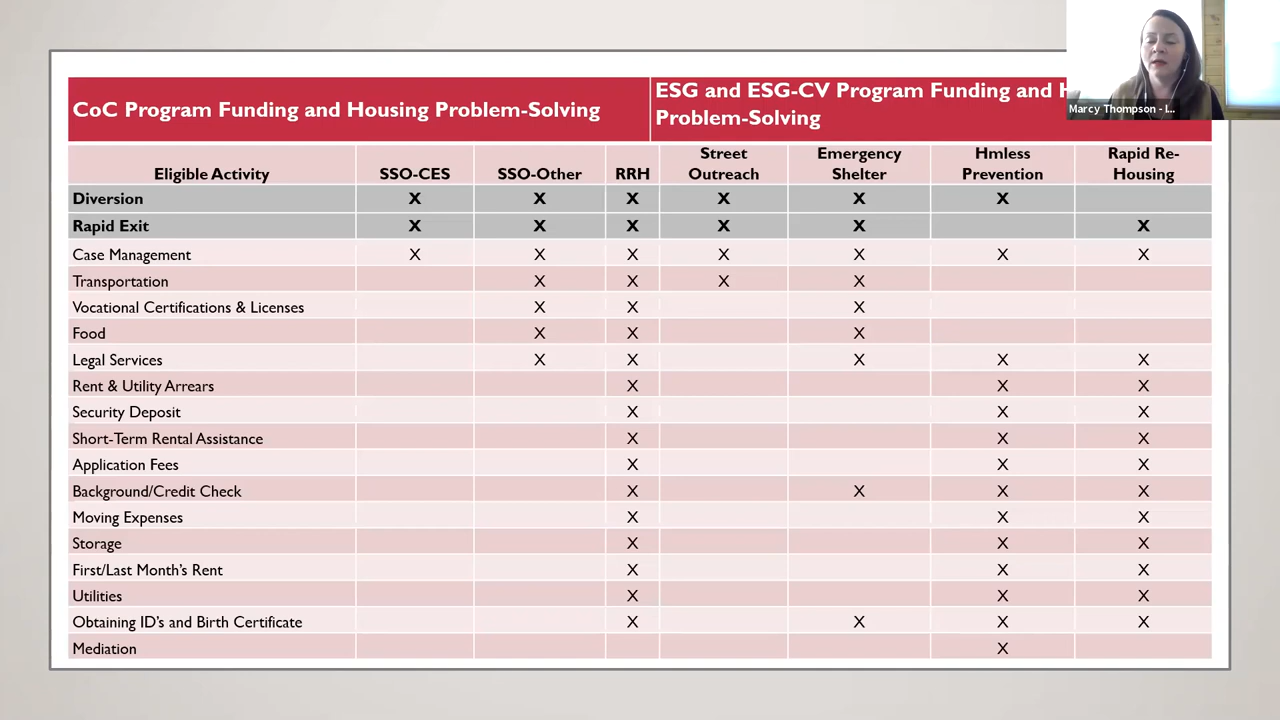 CoC Program Funding and Housing Problem-Solving
ESG and ESG-CV Program Funding and H
Problem-Solving
Marcy Thompson - I...
Eligible Activity SSO-CES SSO-Other RRH Street Outreach Emergency Shelter Hmless Prevention Rapid Re-Housing
Diversion X X X X X X
Rapid Exit X X X X X X
Case Management X X X X X X X
Transportation X X X X
Vocational Certifications & Licenses X X X
Food X X X
Legal Services X X X X X
Rent & Utility Arrears X X X
Security Deposit X X X
Short-Term Rental Assistance X X X
Application Fees X X X
Background/Credit Check X X X X
Moving Expenses X X X
Storage X X X
First/Last Month's Rent X X X
Utilities X X X
Obtaining ID's and Birth Certificate X X X X
Mediation X